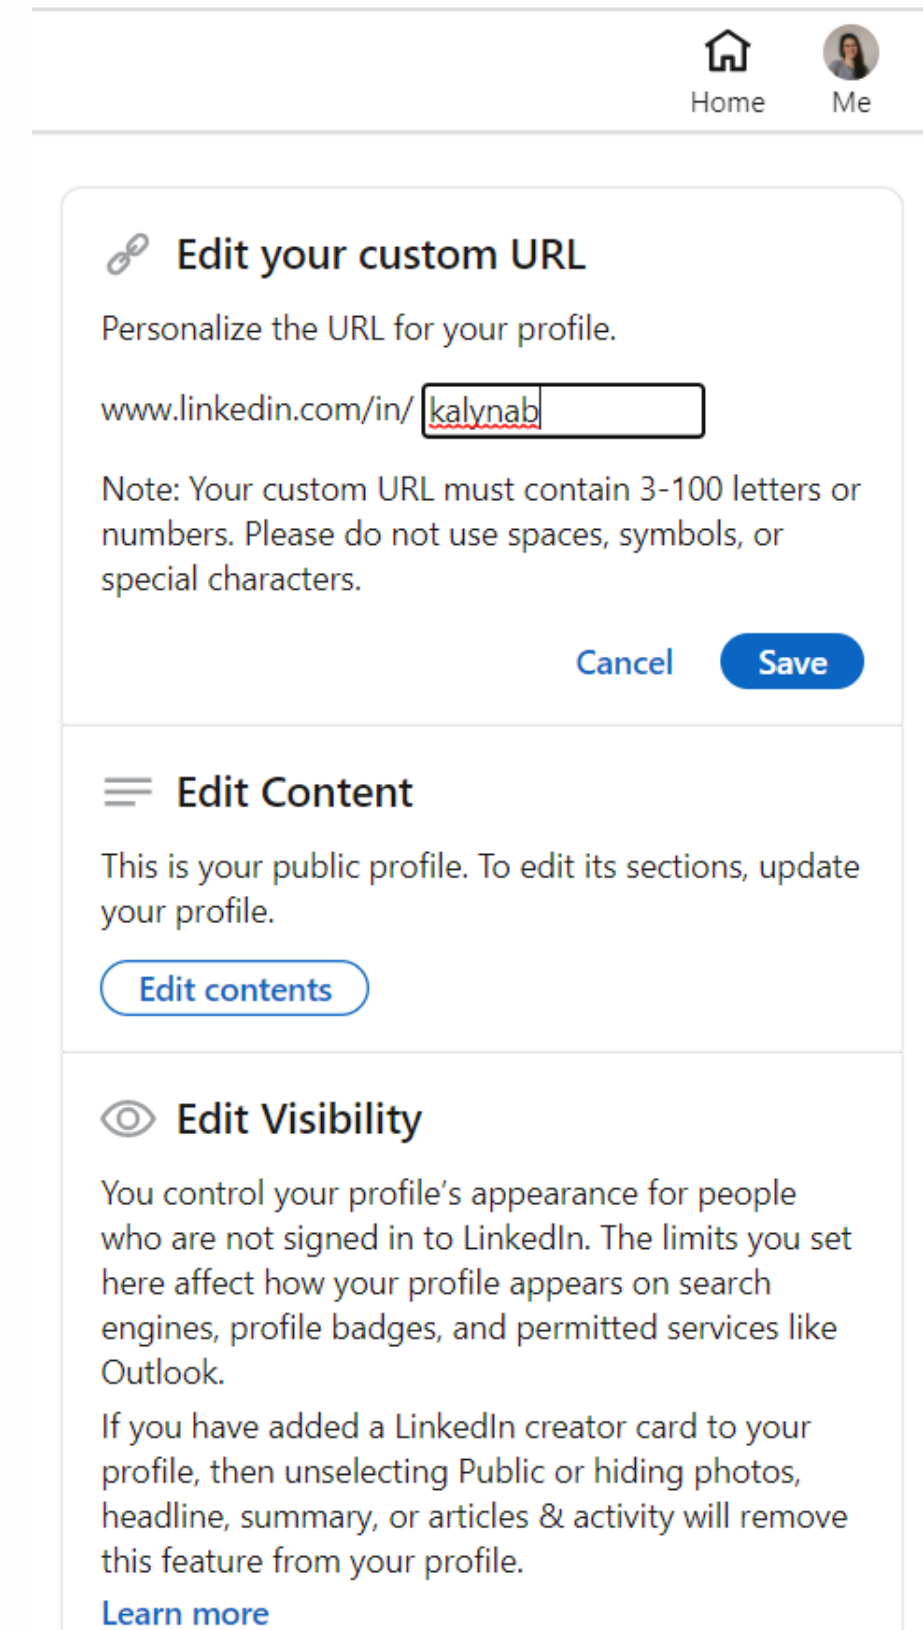 Home Me
Edit your custom URL
Personalize the URL for your profile.
www.linkedin.com/in/ kalynab
Note: Your custom URL must contain 3-100 letters or
numbers. Please do not use spaces, symbols, or
special characters.
Cancel Save
Edit Content
This is your public profile. To edit its sections, update
your profile.
Edit contents
Edit Visibility
You control your profile’s appearance for people
who are not signed in to LinkedIn. The limits you set
here affect how your profile appears on search
engines, profile badges, and permitted services like
Outlook.
If you have added a LinkedIn creator card to your
profile, then unselecting Public or hiding photos,
headline, summary, or articles & activity will remove
this feature from your profile.
Learn more